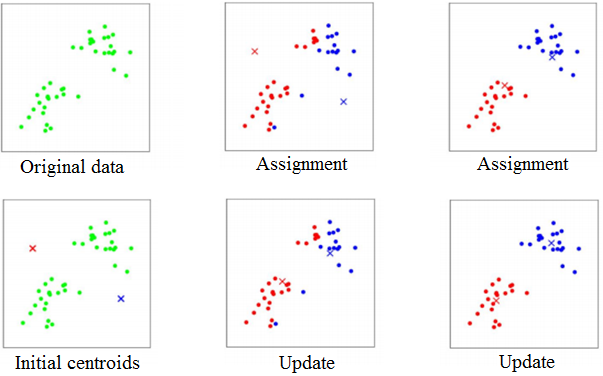 Original data
Assignment
Assignment
Initial centroids
Update
Update